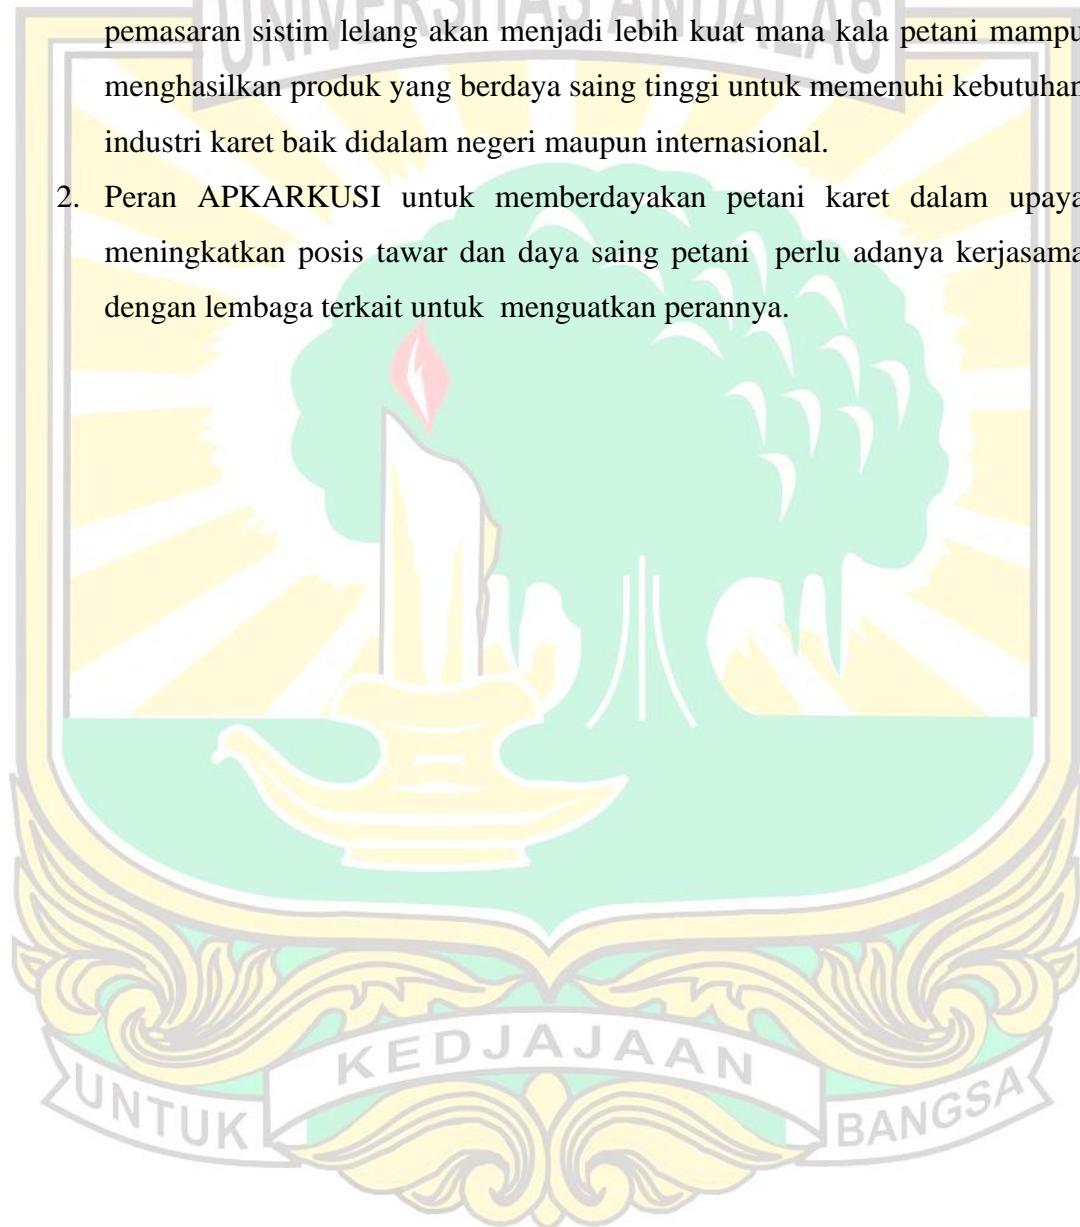 UNIVERSITAS ANDALAS
pemasaran sistim lelang akan menjadi lebih kuat mana kala petani mampu
menghasilkan produk yang berdaya saing tinggi untuk memenuhi kebutuhan
industri karet baik didalam negeri maupun internasional.
2. Peran APKARKUSI untuk memberdayakan petani karet dalam upaya
meningkatkan posis tawar dan daya saing petani perlu adanya kerjasama
dengan lembaga terkait untuk menguatkan perannya.
UNTUK KEDJAJAAN BANGSA